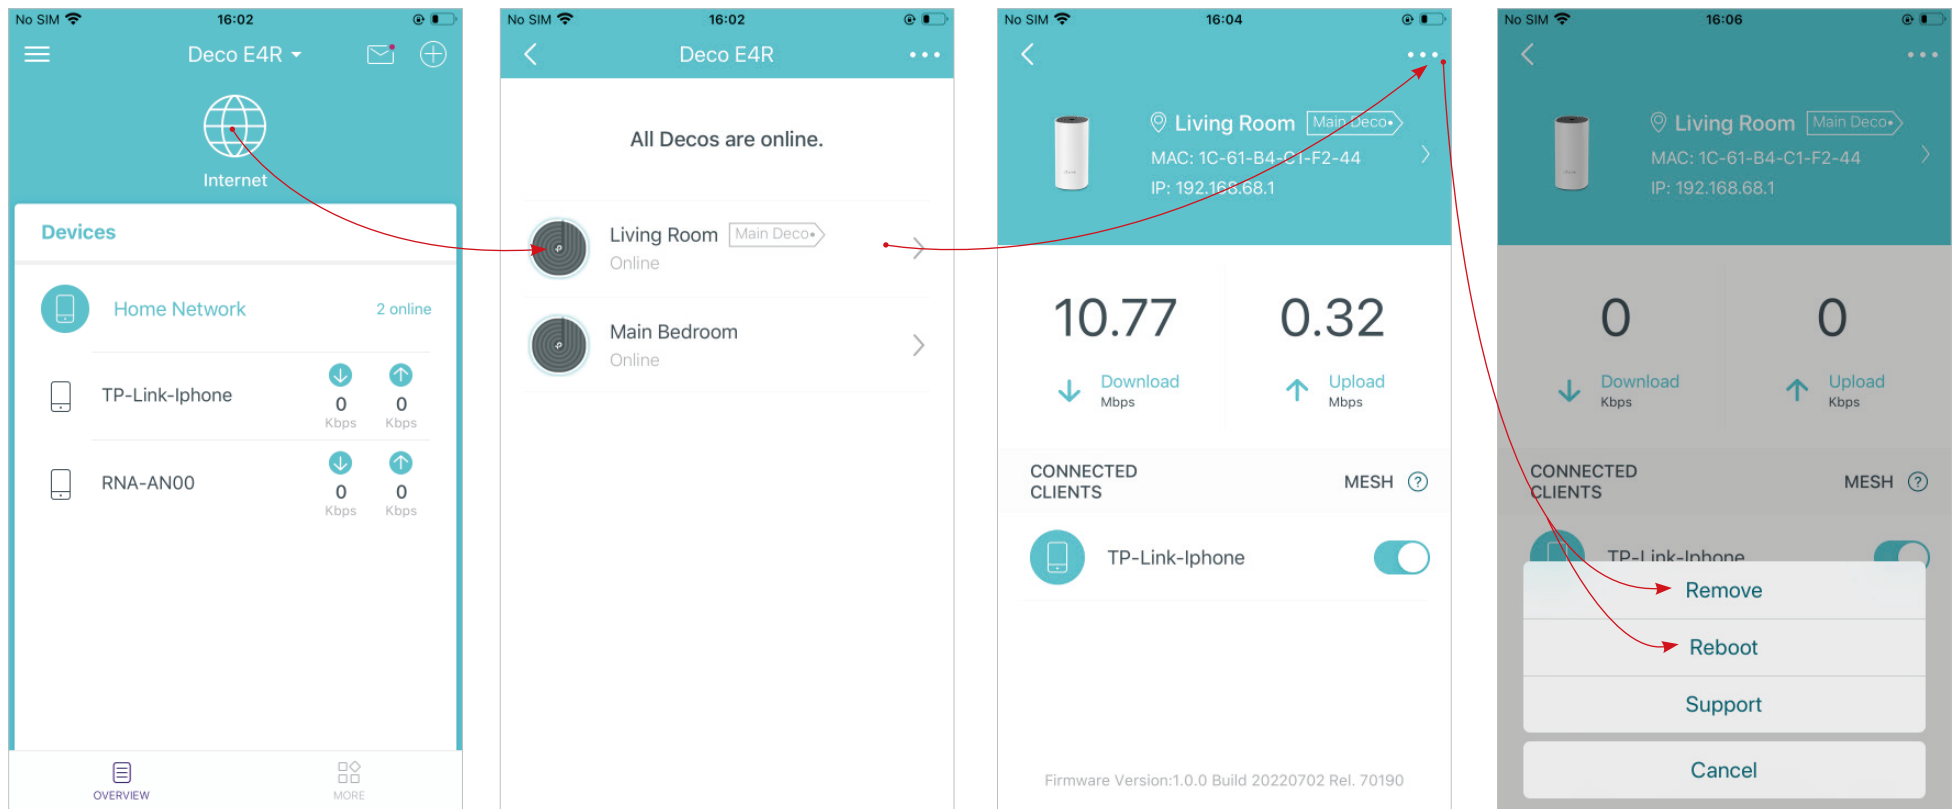 No SIM 16:02
Deco E4R
Internet
Devices
Home Network 2 online
TP-Link-Iphone
0 0
Kbps Kbps
RNA-AN00
0 0
Kbps Kbps
OVERVIEW MORE
No SIM 16:02
Deco E4R
All Decos are online.
Living Room Main Deco
Online
Main Bedroom
Online
No SIM 16:04
Living Room Main Deco
MAC: 1C-61-B4-C1-F2-44
IP: 192.168.68.1
10.77 0.32
Download Upload
Mbps Mbps
CONNECTED
CLIENTS
MESH ?
TP-Link-Iphone
Firmware Version:1.0.0 Build 20220702 Rel. 70190
No SIM 16:06
Living Room Main Deco
MAC: 1C-61-B4-C1-F2-44
IP: 192.168.68.1
0 0
Download Upload
Kbps Kbps
CONNECTED
CLIENTS
MESH ?
TP-Link-Iphone
Remove
Reboot
Support
Cancel